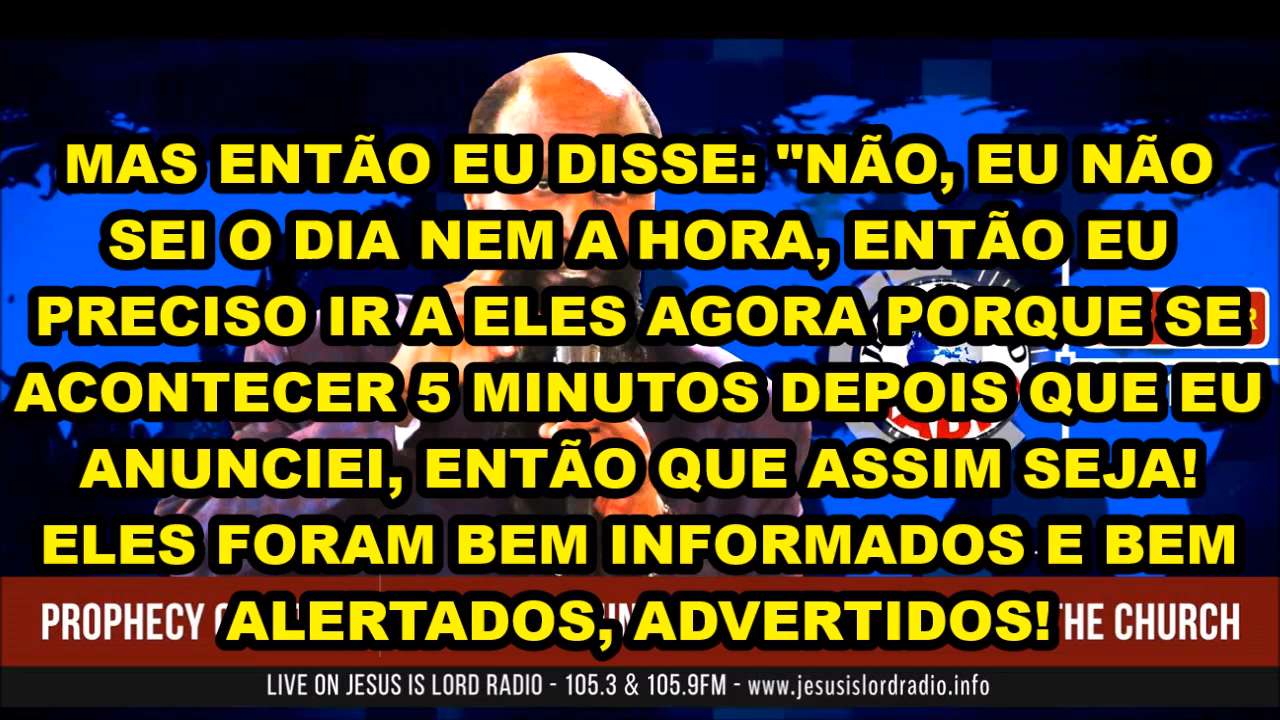 MAS ENTÃO EU DISSE: "NÃO, EU NÃO
SEI O DIA NEM A HORA, ENTÃO EU
PRECISO IR A ELES AGORA PORQUE SE
ACONTECER 5 MINUTOS DEPOIS QUE EU
ANUNCIEI, ENTÃO QUE ASSIM SEJA!
ELES FORAM BEM INFORMADOS E BEM
ALERTADOS, ADVERTIDOS!
PROPHECY THE CHURCH
LIVE ON JESUS IS LORD RADIO - 105.3 & 105.9FM - www.jesusislordradio.info